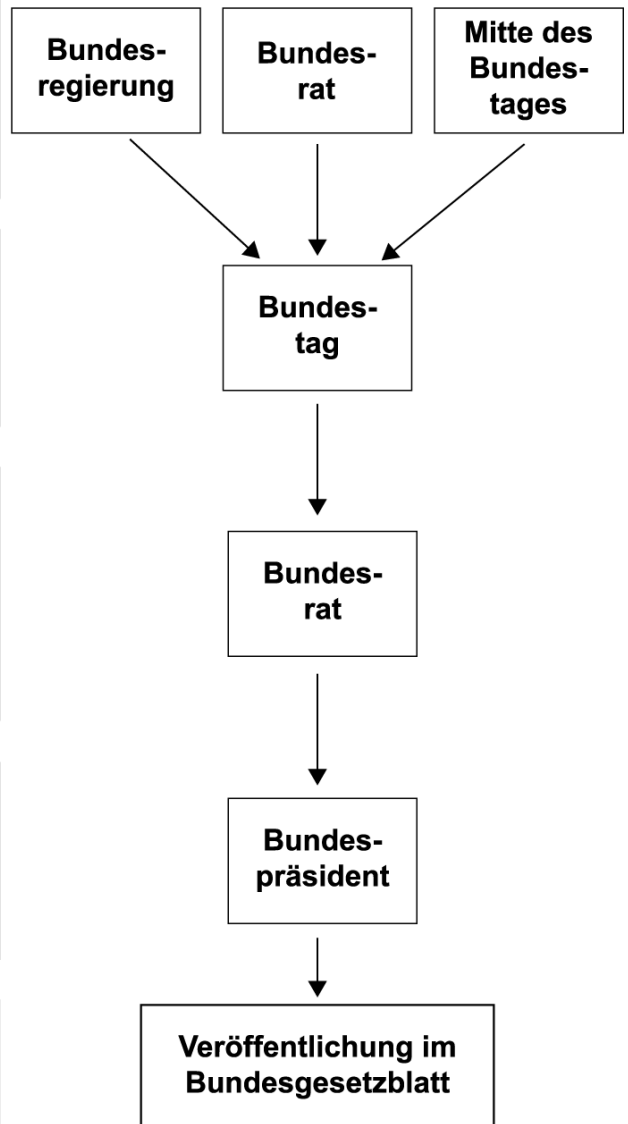 Bundes-
regierung
Bundes-
rat
Mitte des
Bundes-
tages
Bundes-
tag
Bundes-
rat
Bundes-
präsident
Veröffentlichung im
Bundesgesetzblatt